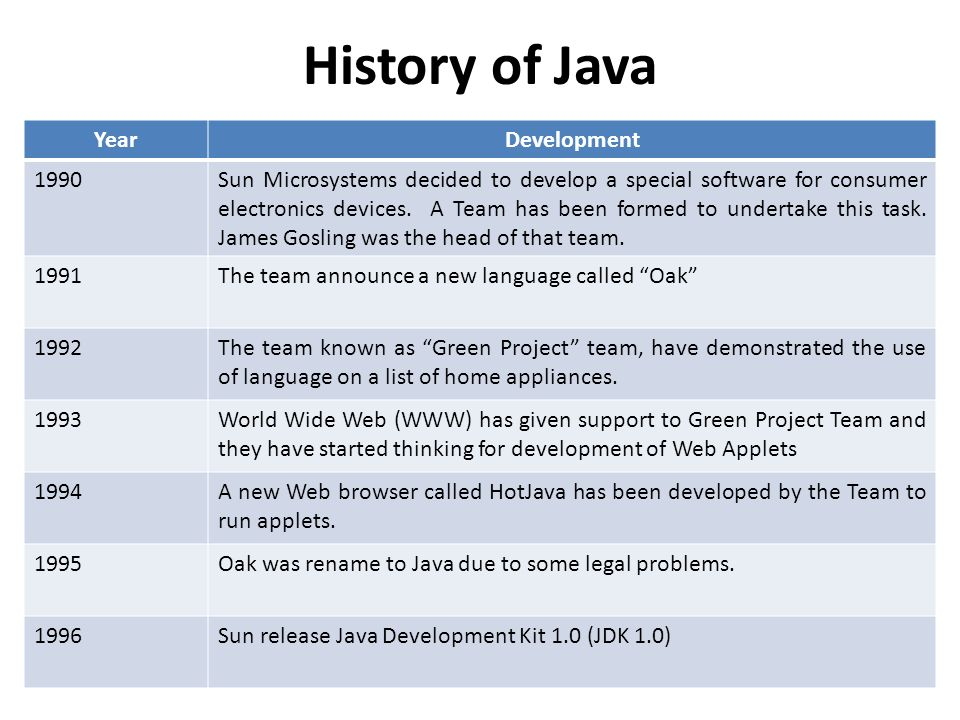 History of Java
Year Development
1990 Sun Microsystems decided to develop a special software for consumer
electronics devices.  A Team has been formed to undertake this task.
James Gosling was the head of that team.
1991 The team announce a new language called “Oak”
1992 The team known as “Green Project” team, have demonstrated the use
of language on a list of home appliances.
1993 World Wide Web (WWW) has given support to Green Project Team and
they have started thinking for development of Web Applets
1994 A new Web browser called HotJava has been developed by the Team to
run applets.
1995 Oak was rename to Java due to some legal problems.
1996 Sun release Java Development Kit 1.0 (JDK 1.0)